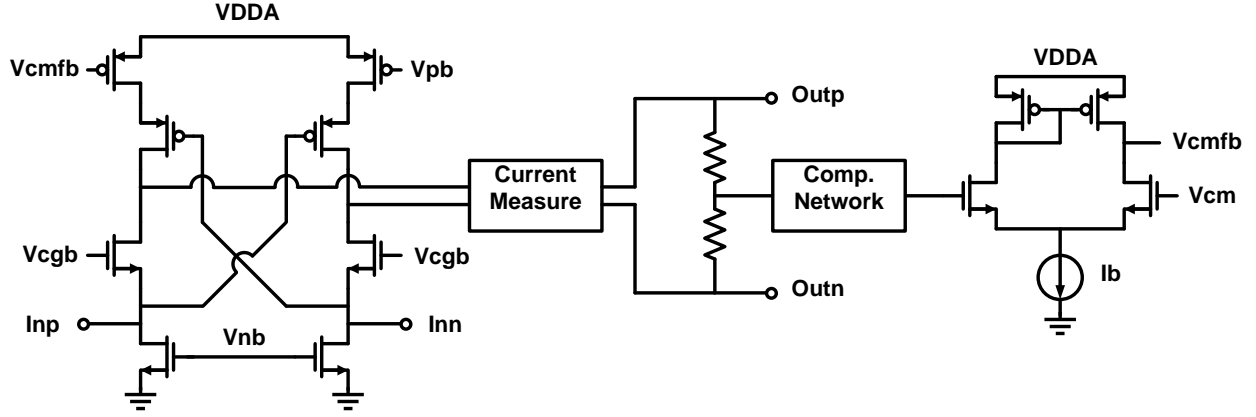 VDDA
Vcmfb
Vpb
Vcgb
Vcgb
Inp
Vnb
Inn
Current
Measure
Outp
Outn
Comp.
Network
VDDA
Vcmfb
Vcm
Ib